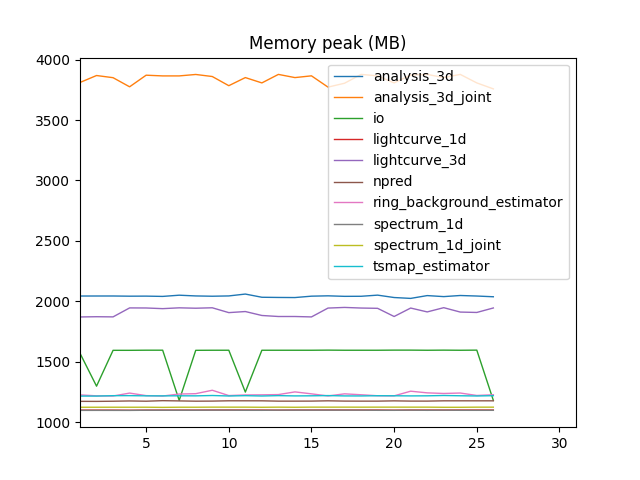 Memory peak (MB)
4000
3500
3000
2500
2000
1500
1000
analysis_3d
analysis_3d_joint
io
lightcurve_1d
lightcurve_3d
npred
ring_background_estimator
spectrum_1d
spectrum_1d_joint
tsmap_estimator
5 10 15 20 25 30